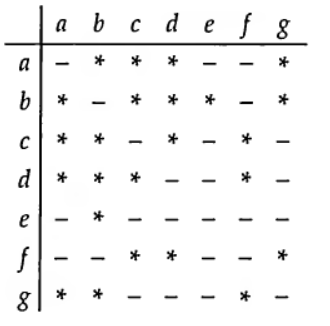 a b c d e f g
a – * * * – – *
b * – * * * – *
c * * – * – * –
d * * * – – * –
e – * – – – – –
f – – * * – – *
g * * – – – * –